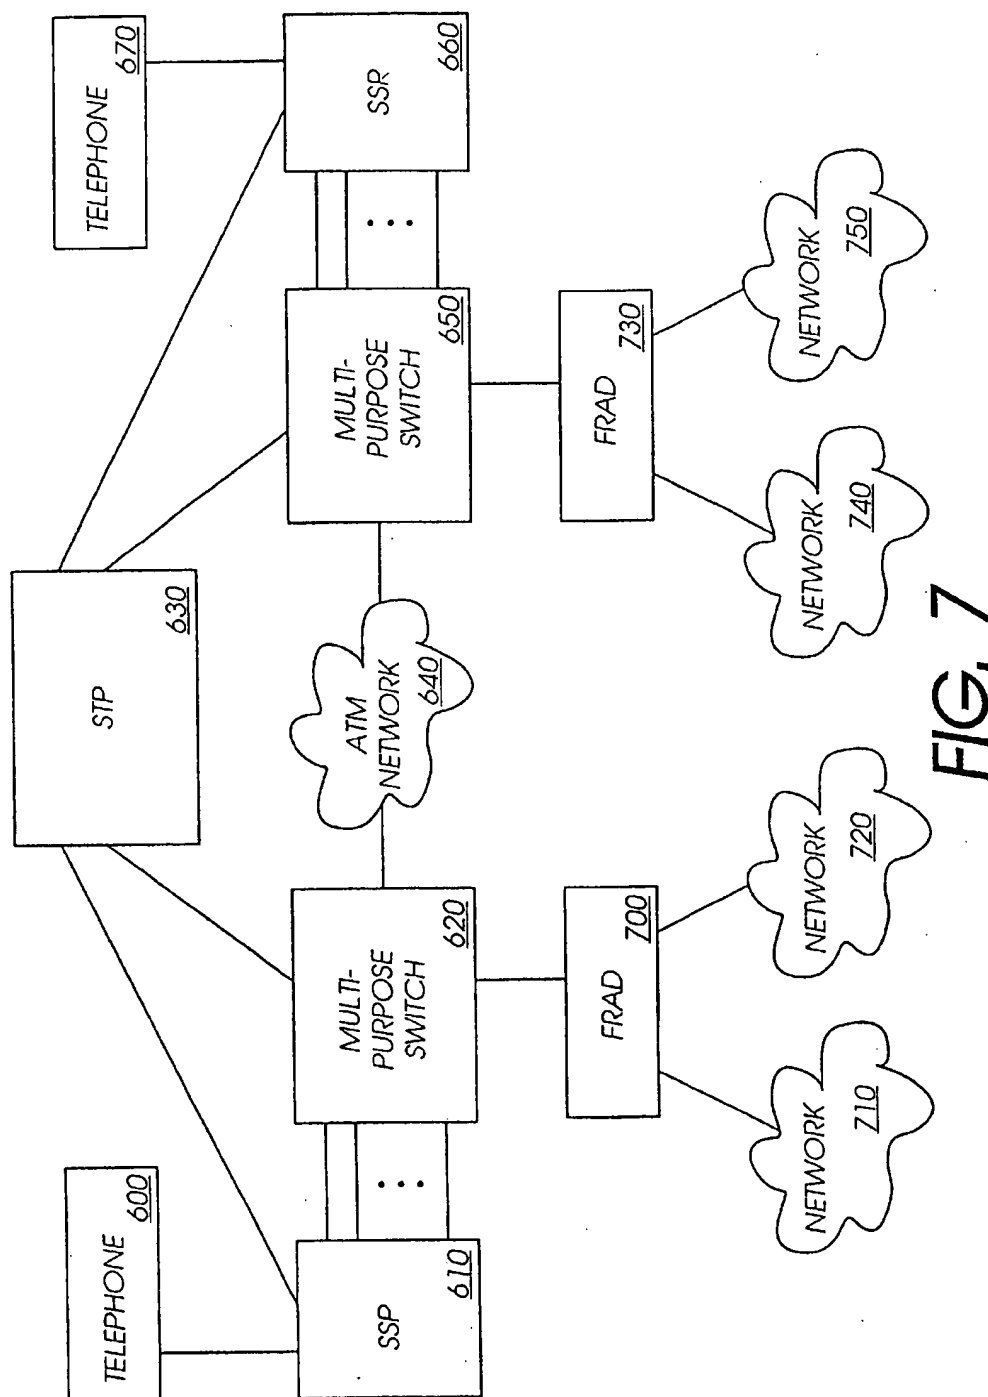 TELEPHONE
600
STP
630
TELEPHONE
670
SSP
610
MULTI-
PURPOSE
SWITCH
620
ATM
NETWORK
640
MULTI-
PURPOSE
SWITCH
650
SSR
660
FRAD
700
FRAD
730
NETWORK
710
NETWORK
720
NETWORK
740
NETWORK
750
FIG. 7